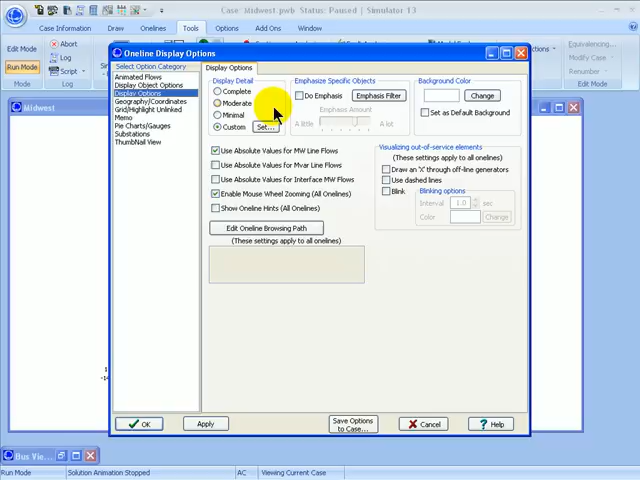 Case: Midwest.pwb Status: Paused | Simulator 13
Case Information
Draw
Onelines
Tools
Options
Add Ons
Window
Edit Mode
Run Mode
Mode
Abort
Log
Script
Log
Equivalencing...
Modify Case
Renumber
Edit Modes
Midwest
Oneline Display Options
Select Option Category
Animated Flows
Display Object Options
Display Options
Geography/Coordinates
Grid/Highlight Unlinked
Memo
Pie Charts/Gauges
Substations
ThumbNail View
Display Options
Display Detail
Complete
Moderate
Minimal
Custom
Set...
Emphasize Specific Objects
Do Emphasis
Emphasis Filter
Emphasis Amount
A little
A lot
Background Color
Change
Set as Default Background
Use Absolute Values for MW Line Flows
Use Absolute Values for Mvar Line Flows
Use Absolute Values for Interface MW Flows
Enable Mouse Wheel Zooming (All Onelines)
Show Oneline Hints (All Onelines)
Edit Oneline Browsing Path
(These settings apply to all onelines)
Visualizing out-of-service elements
(These settings apply to all onelines)
Draw an 'X' through off-line generators
Use dashed lines
Blink
Blinking options
Interval
1.0
sec
Color
Change
OK
Apply
Save Options to Case...
Cancel
Help
Bus Vie...
Run Mode
Solution Animation Stopped
AC
Viewing Current Case